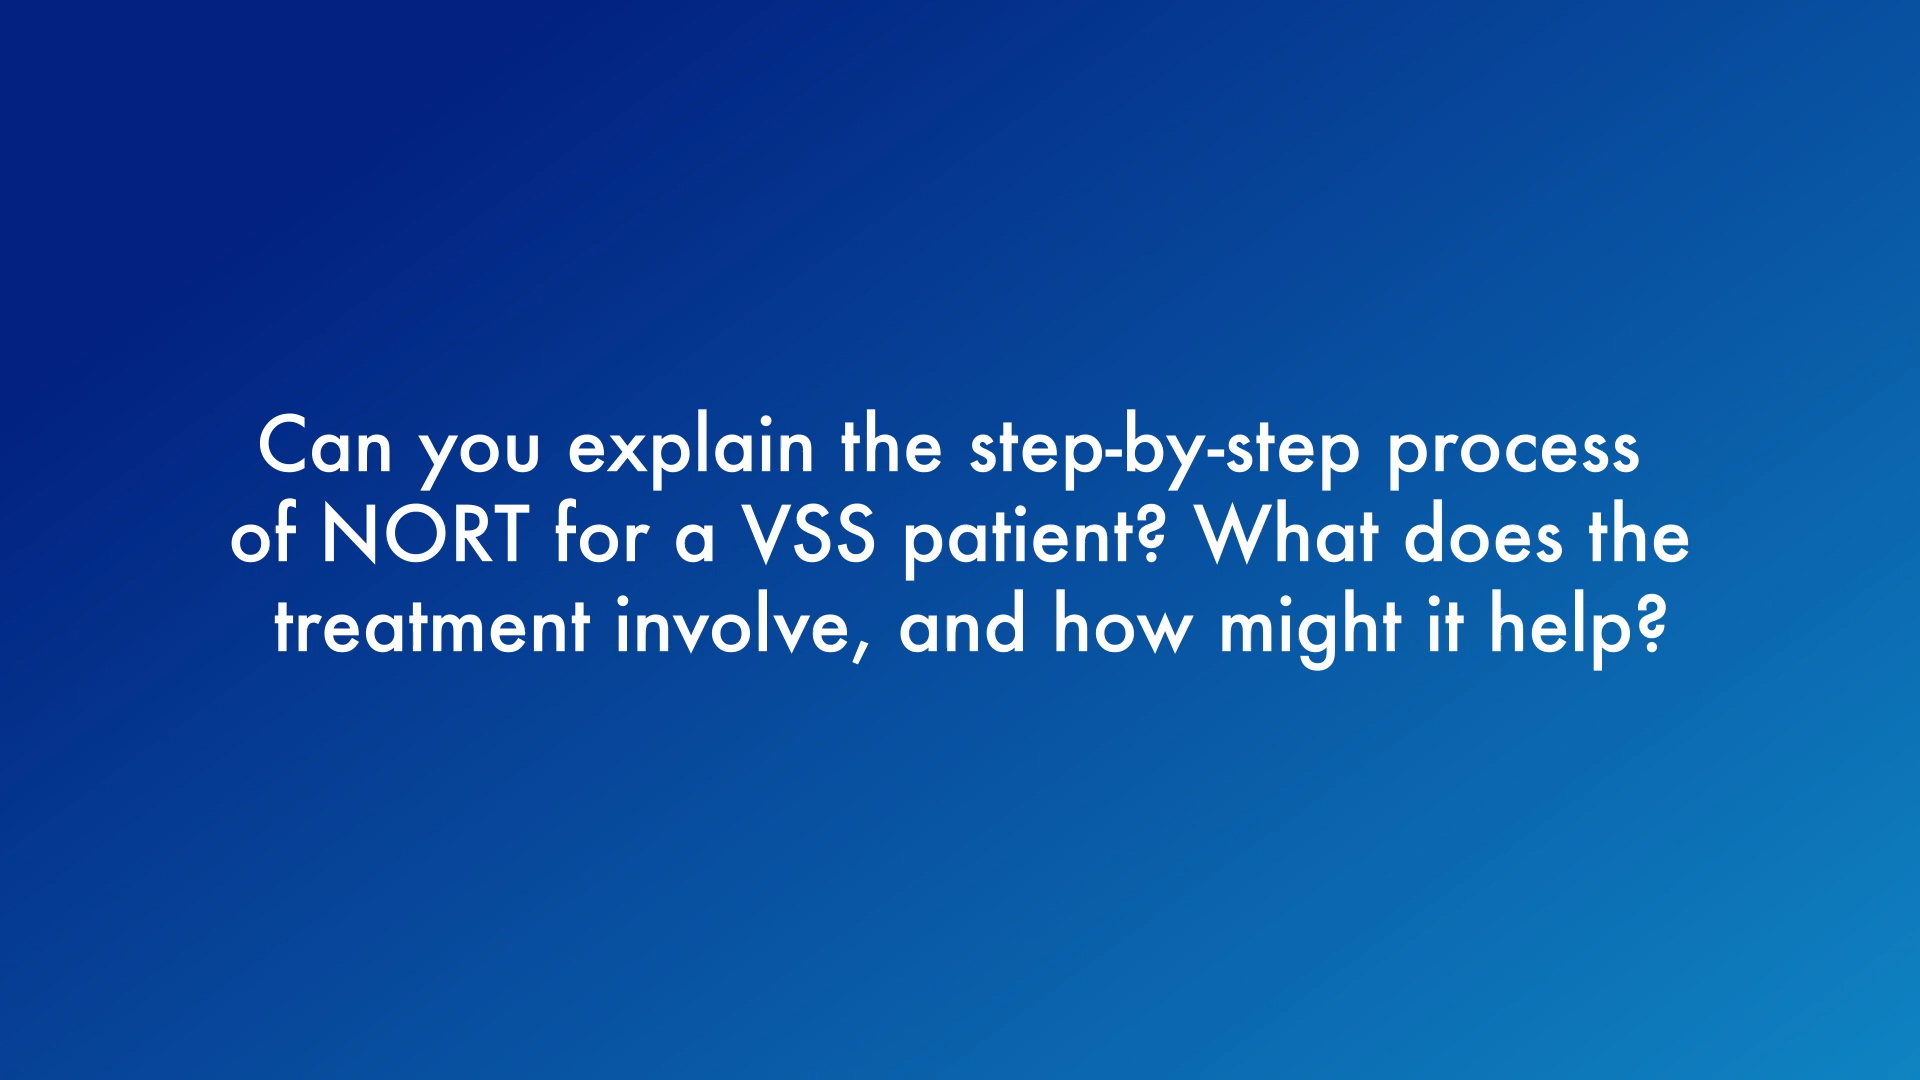 Can you explain the step-by-step process
of NORT for a VSS patient? What does the
treatment involve, and how might it help?